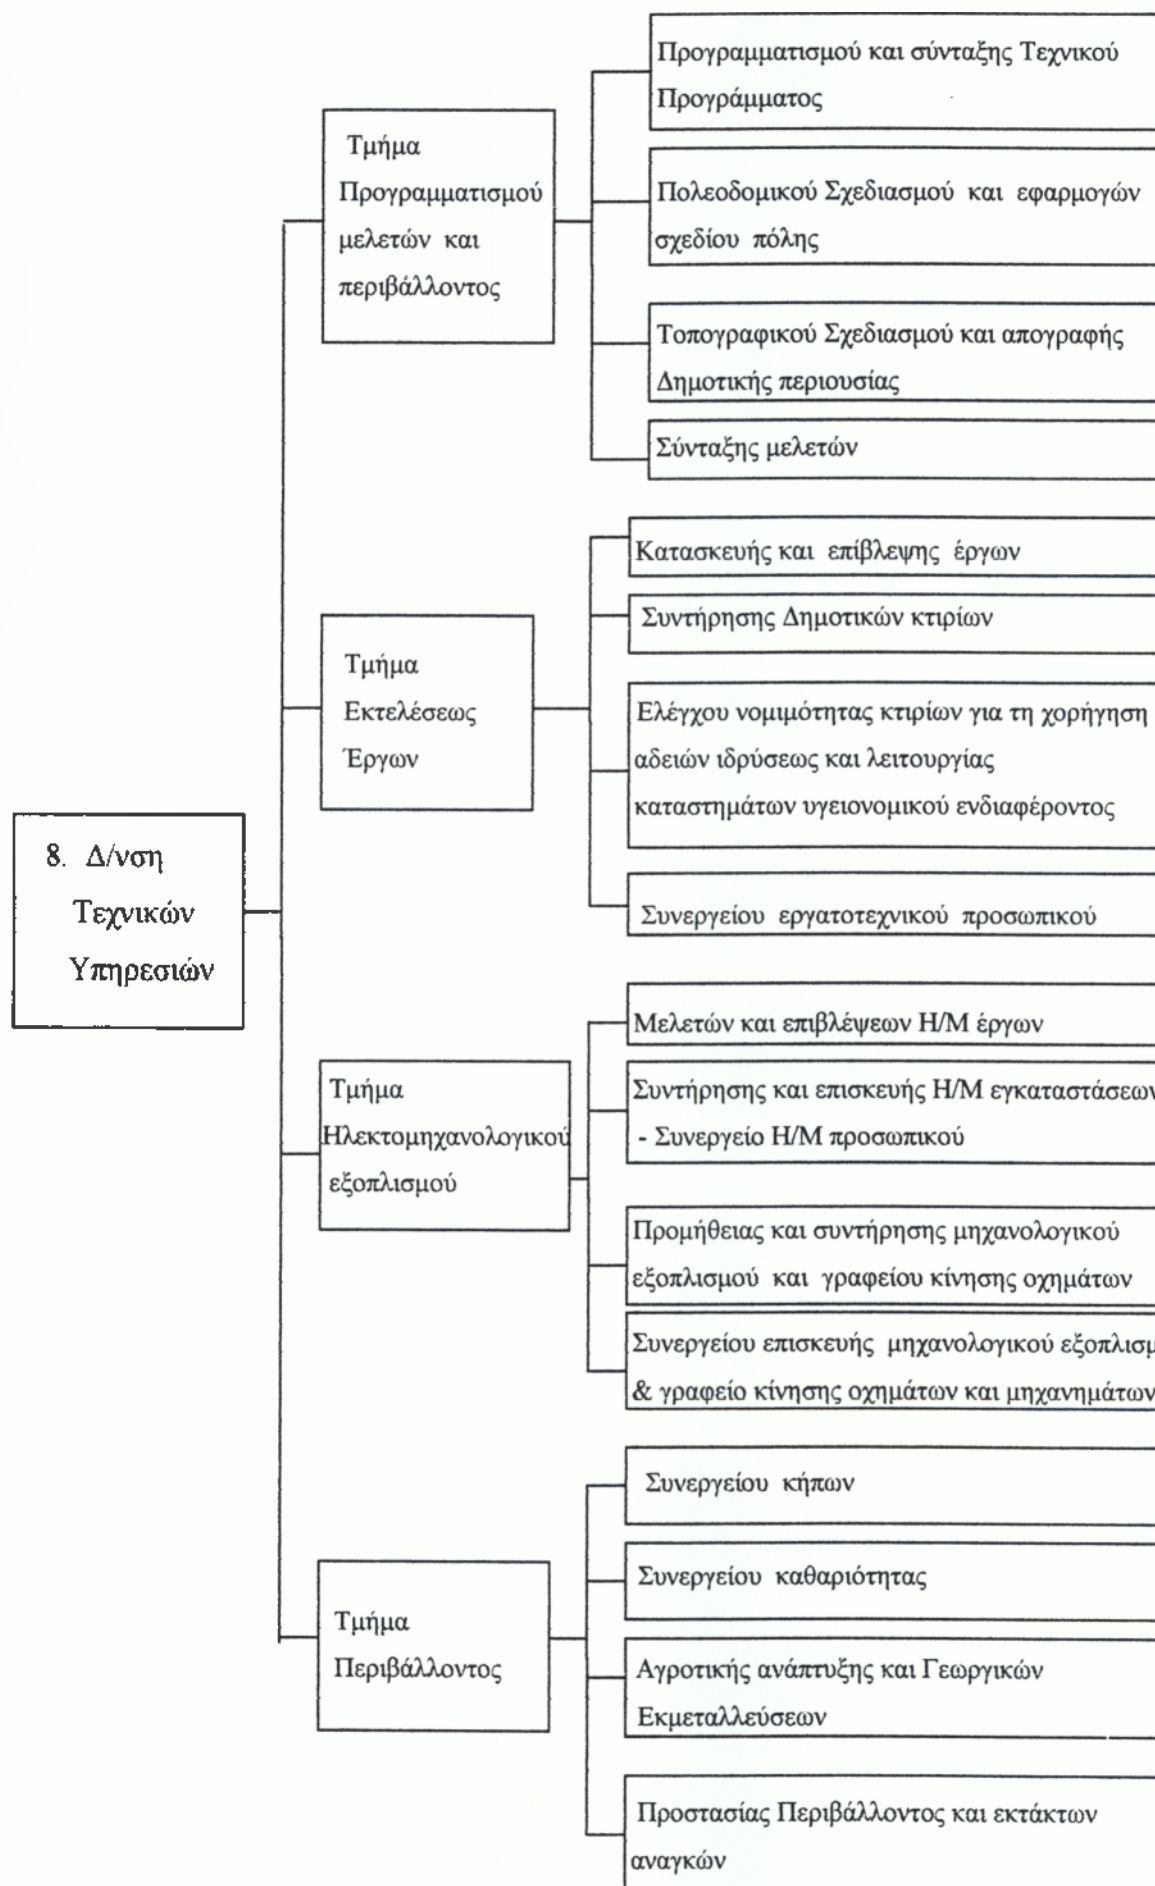 Προγραμματισμού και σύνταξης Τεχνικού
Προγράμματος
Τμήμα
Προγραμματισμού
μελετών και
περιβάλλοντος
Πολεοδομικού Σχεδιασμού και εφαρμογών
σχεδίου πόλης
Τοπογραφικού Σχεδιασμού και απογραφής
Δημοτικής περιουσίας
Σύνταξης μελετών
Κατασκευής και επίβλεψης έργων
Συντήρησης Δημοτικών κτιρίων
Τμήμα
Εκτελέσεως
Έργων
Ελέγχου νομιμότητας κτιρίων για τη χορήγηση
αδειών ιδρύσεως και λειτουργίας
καταστημάτων υγειονομικού ενδιαφέροντος
Συνεργείου εργατοτεχνικού προσωπικού
8. Δ/νση
Τεχνικών
Υπηρεσιών
Μελετών και επιβλέψεων Η/Μ έργων
Τμήμα
Ηλεκτομηχανολογικού
εξοπλισμού
Συντήρησης και επισκευής Η/Μ εγκαταστάσεων
- Συνεργείο Η/Μ προσωπικού
Προμήθειας και συντήρησης μηχανολογικού
εξοπλισμού και γραφείου κίνησης οχημάτων
Συνεργείου επισκευής μηχανολογικού εξοπλισμ
& γραφείο κίνησης οχημάτων και μηχανημάτων
Συνεργείου κήπων
Συνεργείου καθαριότητας
Τμήμα
Περιβάλλοντος
Αγροτικής ανάπτυξης και Γεωργικών
Εκμεταλλεύσεων
Προστασίας Περιβάλλοντος και εκτάκτων
αναγκών